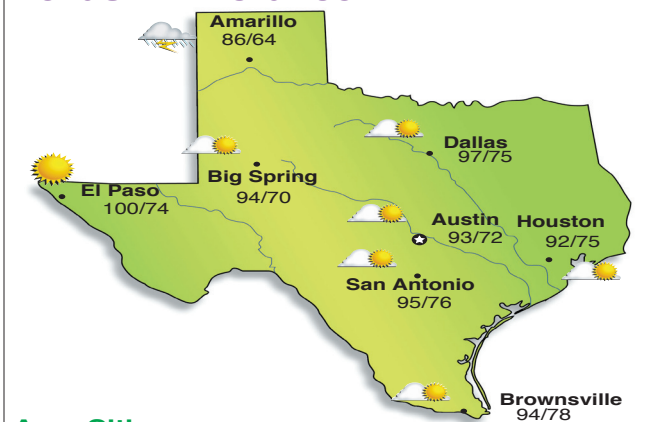 Amarillo
86/64
Dallas
97/75
Big Spring
94/70
El Paso
100/74
Austin
93/72
Houston
92/75
San Antonio
95/76
Brownsville
94/78